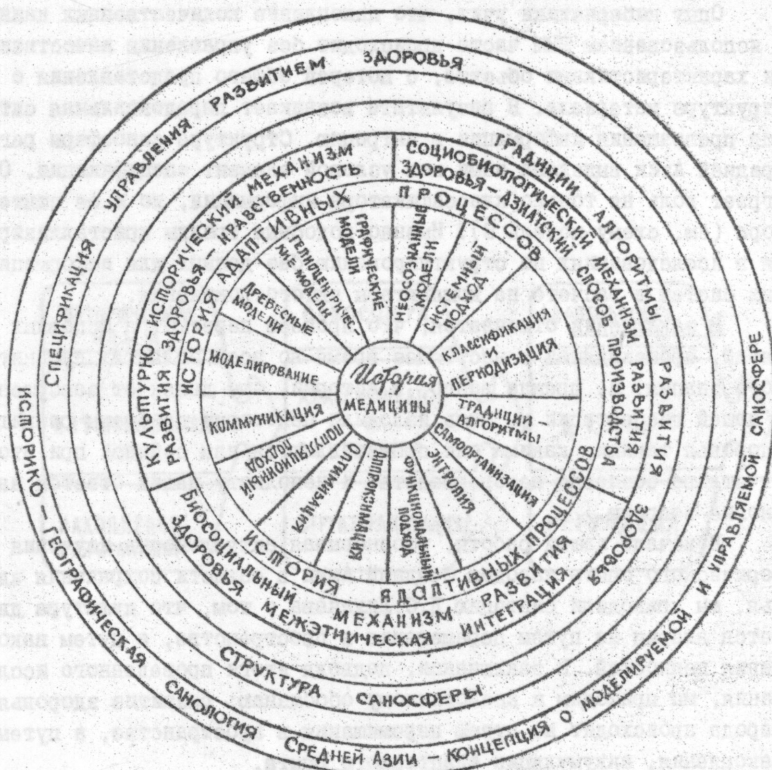 ИСТОРИКО - ГЕОГРАФИЧЕСКАЯ САНОЛОГИЯ СРЕДНЕЙ АЗИИ - КОНЦЕПЦИЯ О МОДЕЛИРУЕМОЙ И УПРАВЛЯЕМОЙ САНОСФЕРЕ
СПЕЦИФИКАЦИЯ УПРАВЛЕНИЯ РАЗВИТИЕМ ЗДОРОВЬЯ
ТРАДИЦИИ АЛГОРИТМЫ РАЗВИТИЯ ЗДОРОВЬЯ
СТРУКТУРА САНОСФЕРЫ
КУЛЬТУРНО-ИСТОРИЧЕСКИЙ МЕХАНИЗМ
РАЗВИТИЯ ЗДОРОВЬЯ - НРАВСТВЕННОСТЬ
СОЦИОБИОЛОГИЧЕСКИЙ МЕХАНИЗМ РАЗВИТИЯ
ЗДОРОВЬЯ-АЗИАТСКИЙ СПОСОБ ПРОИЗВОДСТВА
БИОСОЦИАЛЬНЫЙ МЕХАНИЗМ РАЗВИТИЯ
ЗДОРОВЬЯ - МЕЖЭТНИЧЕСКАЯ ИНТЕГРАЦИЯ
ИСТОРИЯ АДАПТИВНЫХ ПРОЦЕССОВ
ИСТОРИЯ АДАПТИВНЫХ ПРОЦЕССОВ
НЕОСОЗНАННЫЕ
МОДЕЛИ
СИСТЕМНЫЙ
ПОДХОД
КЛАССИФИКАЦИЯ
И
ПЕРИОДИЗАЦИЯ
ТРАДИЦИИ
АЛГОРИТМЫ
САМООРГАНИЗАЦИЯ
ЭНТРОПИЯ
ФУНКЦИОНАЛЬНЫЙ
ПОДХОД
АППРОКСИМАЦИЯ
ОПТИМИЗАЦИЯ
ПОПУЛЯЦИОННЫЙ
ПОДХОД
КОММУНИКАЦИЯ
МОДЕЛИРОВАНИЕ
ДРЕВЕСНЫЕ
МОДЕЛИ
ГЕЛИОЦЕНТРИЧЕС-
КИЕ МОДЕЛИ
ГРАФИЧЕСКИЕ
МОДЕЛИ
История
МЕДИЦИНЫ